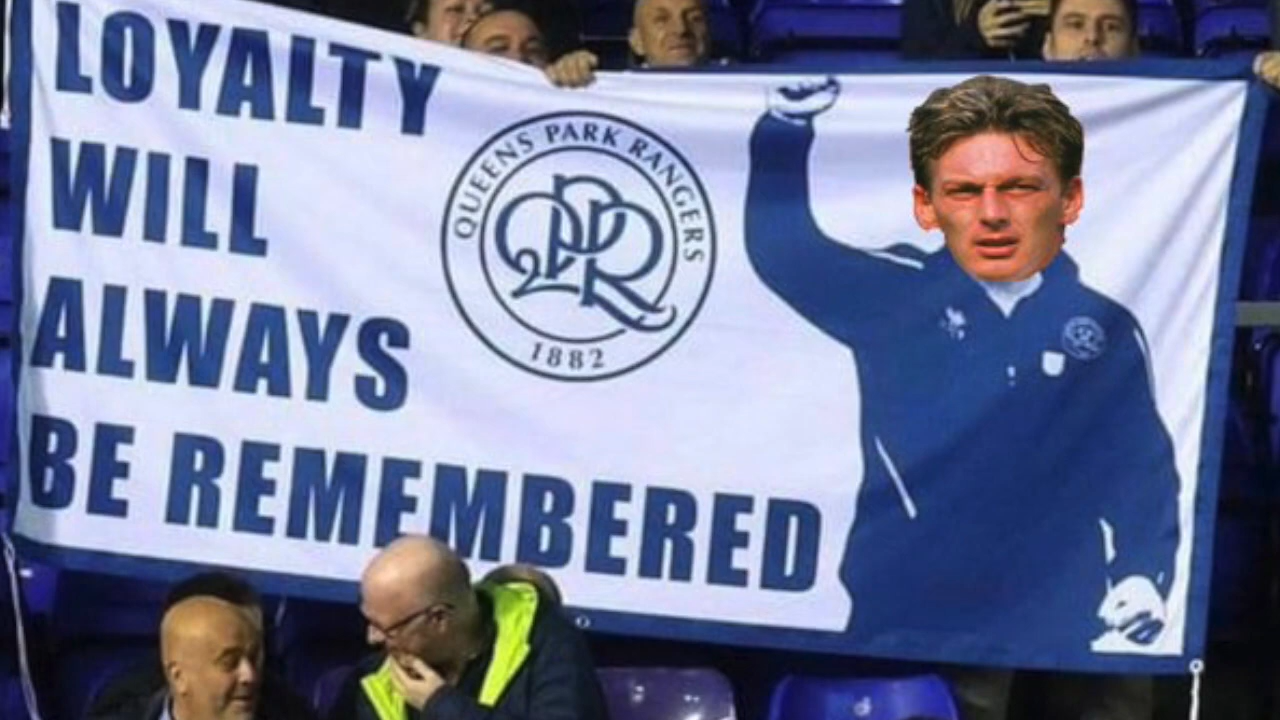 LOYALTY
WILL
ALWAYS
BE REMEMBERED
QUEENS PARK RANGERS
QPR
1882